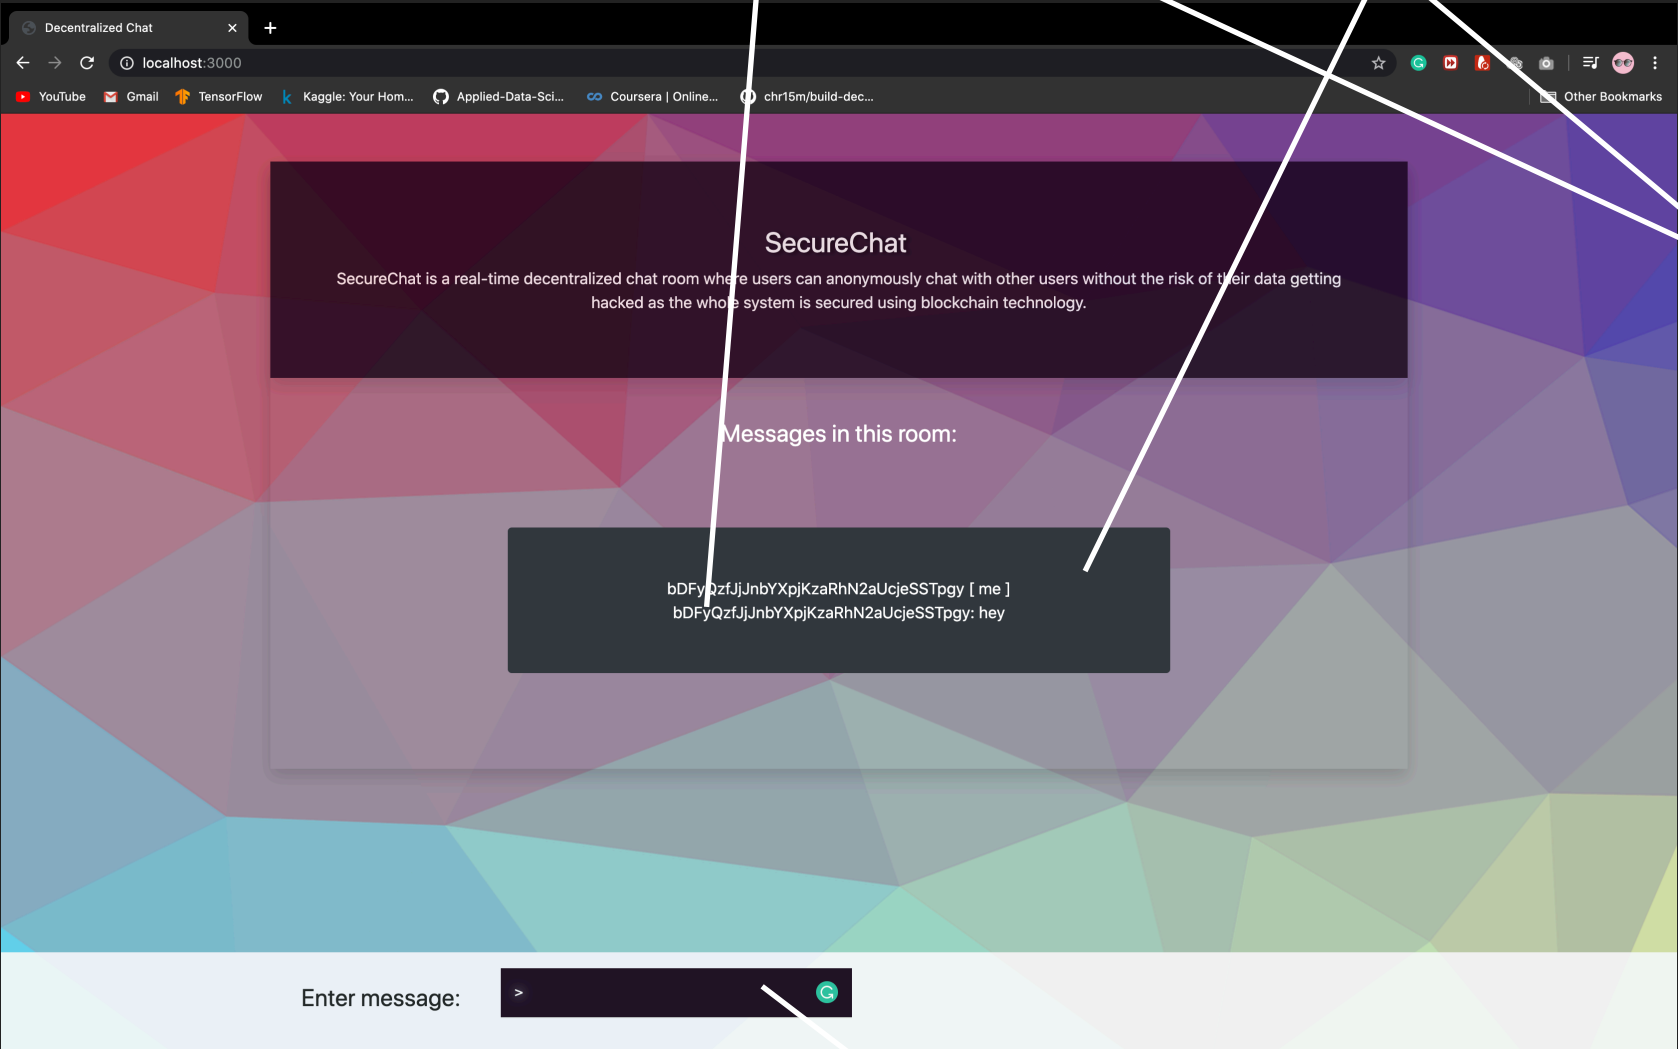 Decentralized Chat
localhost:3000
YouTube Gmail TensorFlow Kaggle: Your Hom... Applied-Data-Sci... Coursera | Online... chr15m/build-dec... Other Bookmarks
SecureChat
SecureChat is a real-time decentralized chat room where users can anonymously chat with other users without the risk of their data getting
hacked as the whole system is secured using blockchain technology.
Messages in this room:
bDFyQzfJjJnbYXpjKzaRhN2aUcjeSSTpgy [ me ]
bDFyQzfJjJnbYXpjKzaRhN2aUcjeSSTpgy: hey
Enter message: >